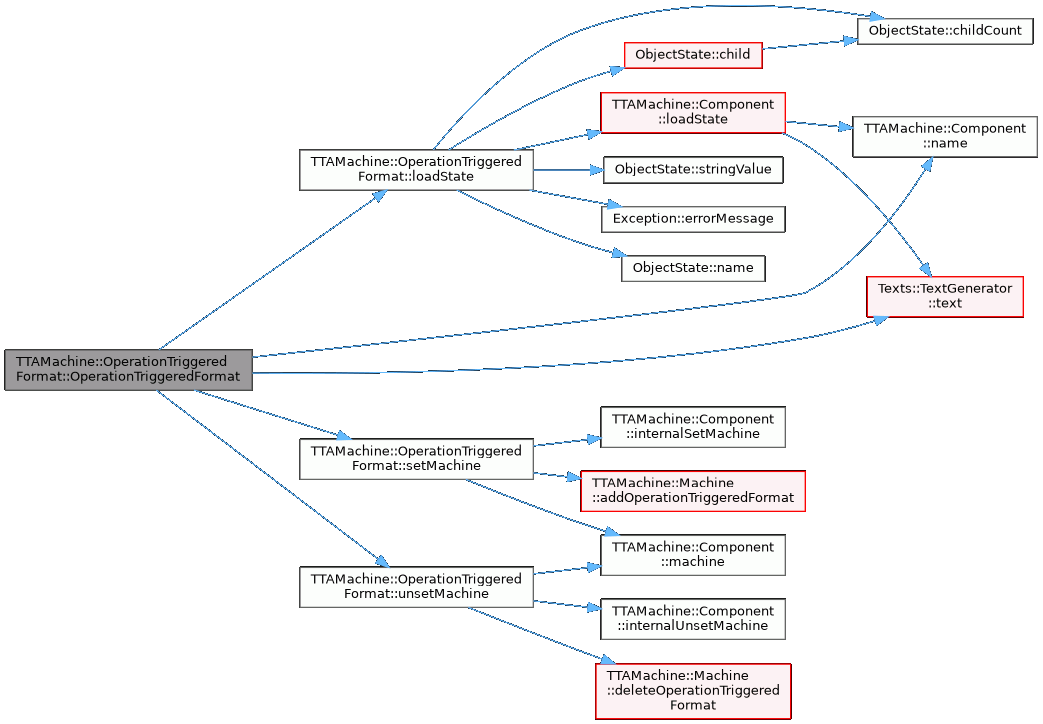 ObjectState::childCount
ObjectState::child
TTAMachine::Component
::loadState
TTAMachine::Component
::name
TTAMachine::OperationTriggered
Format::loadState
ObjectState::stringValue
Exception::errorMessage
ObjectState::name
Texts::TextGenerator
::text
TTAMachine::OperationTriggered
Format::OperationTriggeredFormat
TTAMachine::Component
::internalSetMachine
TTAMachine::OperationTriggered
Format::setMachine
TTAMachine::Machine
::addOperationTriggeredFormat
TTAMachine::Component
::machine
TTAMachine::OperationTriggered
Format::unsetMachine
TTAMachine::Component
::internalUnsetMachine
TTAMachine::Machine
::deleteOperationTriggered
Format